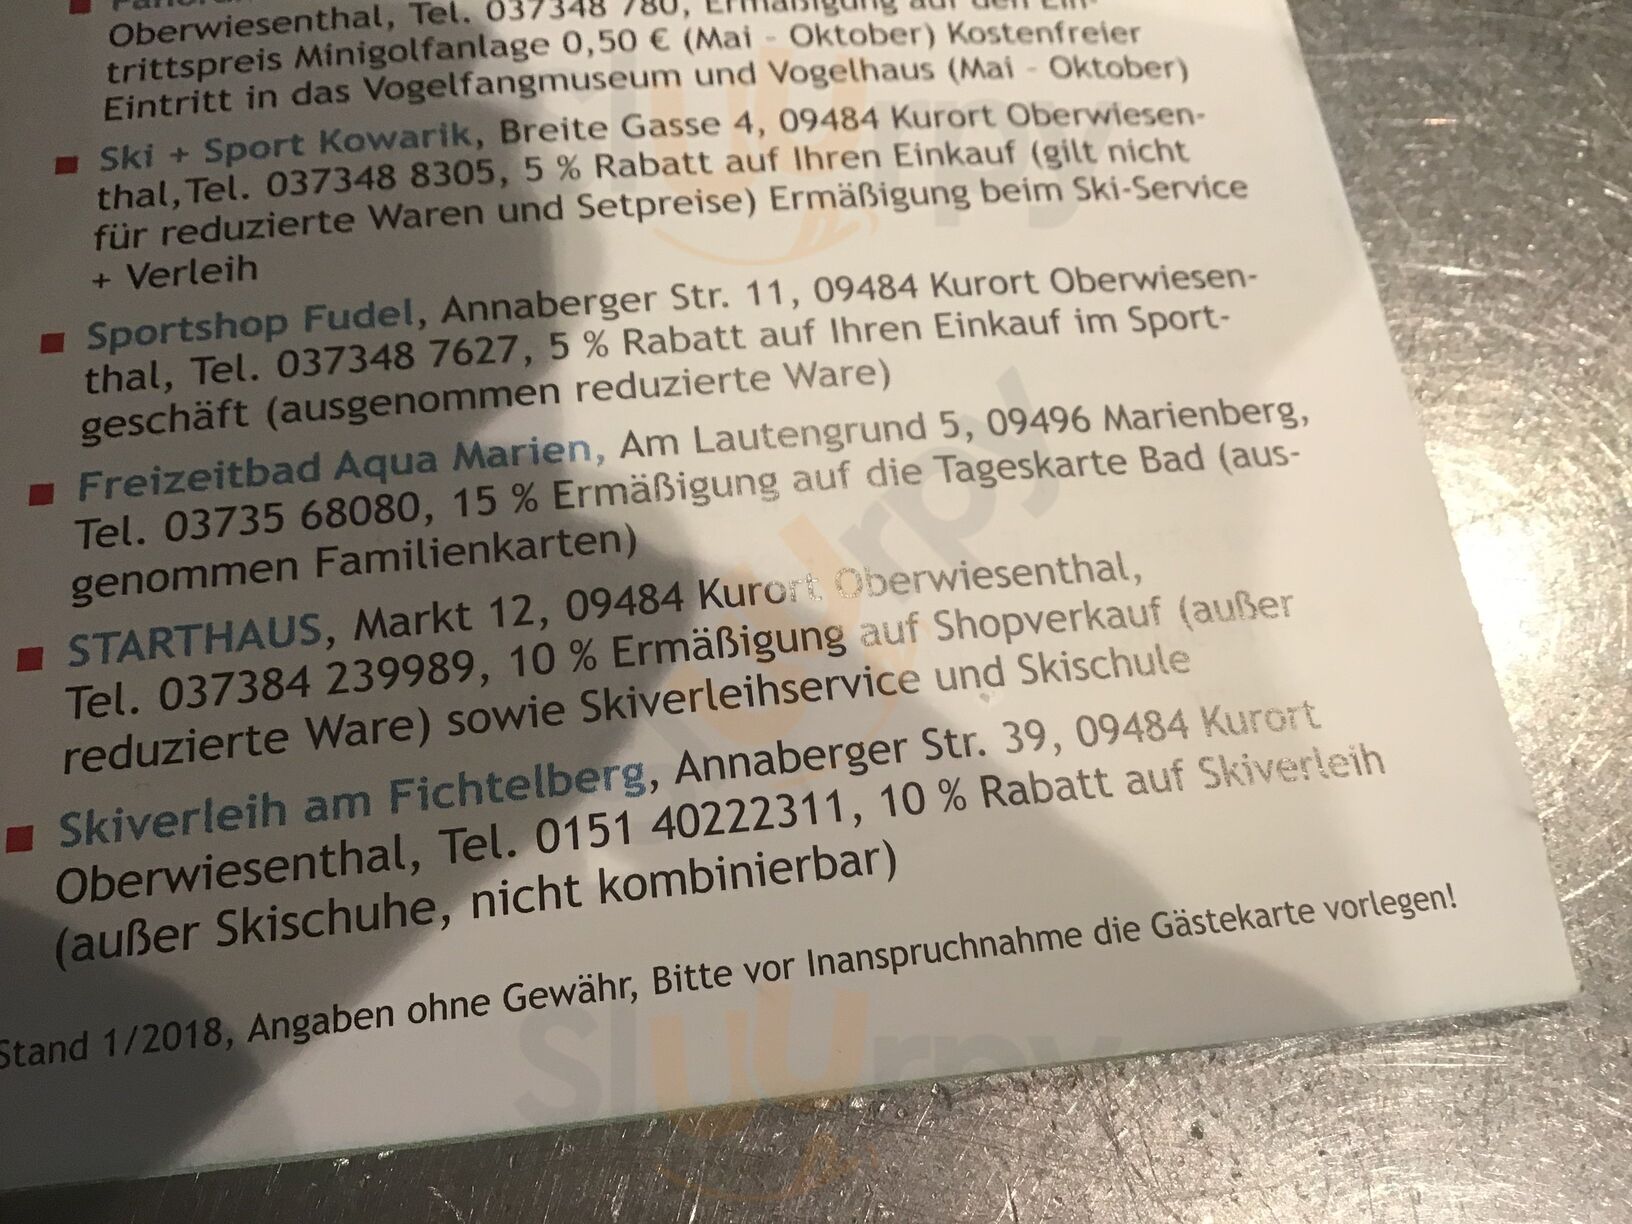 Oberwiesenthal, Tel. 037348 780, Ermäßigung auf den Ein-
trittspreis Minigolfanlage 0,50 € (Mai - Oktober) Kostenfreier
Eintritt in das Vogelfangmuseum und Vogelhaus (Mai - Oktober)
Ski + Sport Kowarik, Breite Gasse 4, 09484 Kurort Oberwiesen-
thal,Tel. 037348 8305, 5 % Rabatt auf Ihren Einkauf (gilt nicht
für reduzierte Waren und Setpreise) Ermäßigung beim Ski-Service
+ Verleih
Sportshop Fudel, Annaberger Str. 11, 09484 Kurort Oberwiesen-
thal, Tel. 037348 7627, 5 % Rabatt auf Ihren Einkauf im Sport-
geschäft (ausgenommen reduzierte Ware)
Freizeitbad Aqua Marien, Am Lautengrund 5, 09496 Marienberg,
Tel. 03735 68080, 15 % Ermäßigung auf die Tageskarte Bad (aus-
genommen Familienkarten)
STARTHAUS, Markt 12, 09484 Kurort Oberwiesenthal,
Tel. 037384 239989, 10 % Ermäßigung auf Shopverkauf (außer
reduzierte Ware) sowie Skiverleihservice und Skischule
Skiverleih am Fichtelberg, Annaberger Str. 39, 09484 Kurort
Oberwiesenthal, Tel. 0151 40222311, 10 % Rabatt auf Skiverleih
(außer Skischuhe, nicht kombinierbar)
Stand 1/2018, Angaben ohne Gewähr, Bitte vor Inanspruchnahme die Gästekarte vorlegen!
sluurpy
sluurpy
sluurpy